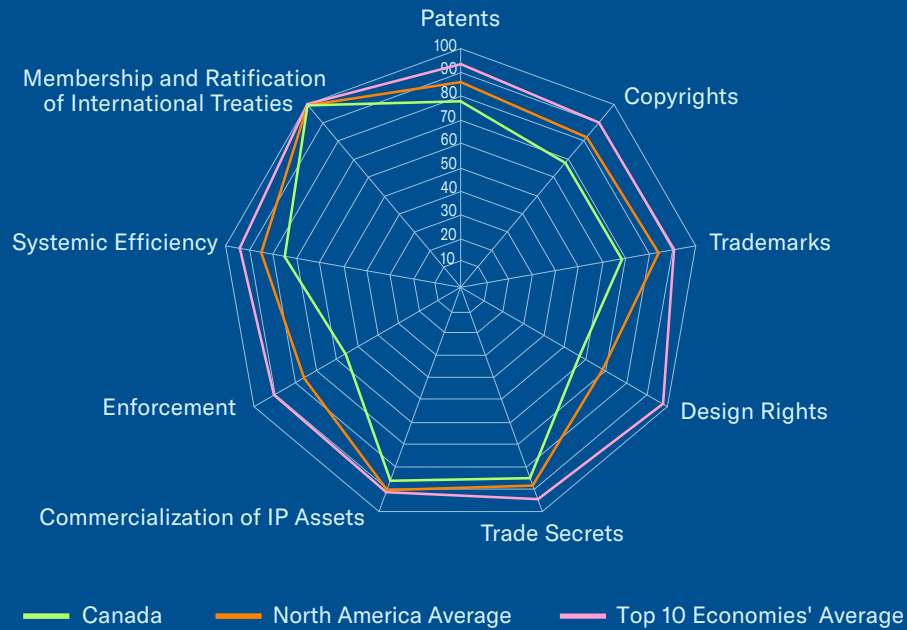 Patents
100
90
80
70
60
50
40
30
20
10
Membership and Ratification
of International Treaties
Copyrights
Systemic Efficiency
Trademarks
Enforcement
Design Rights
Commercialization of IP Assets
Trade Secrets
Canada
North America Average
Top 10 Economies' Average